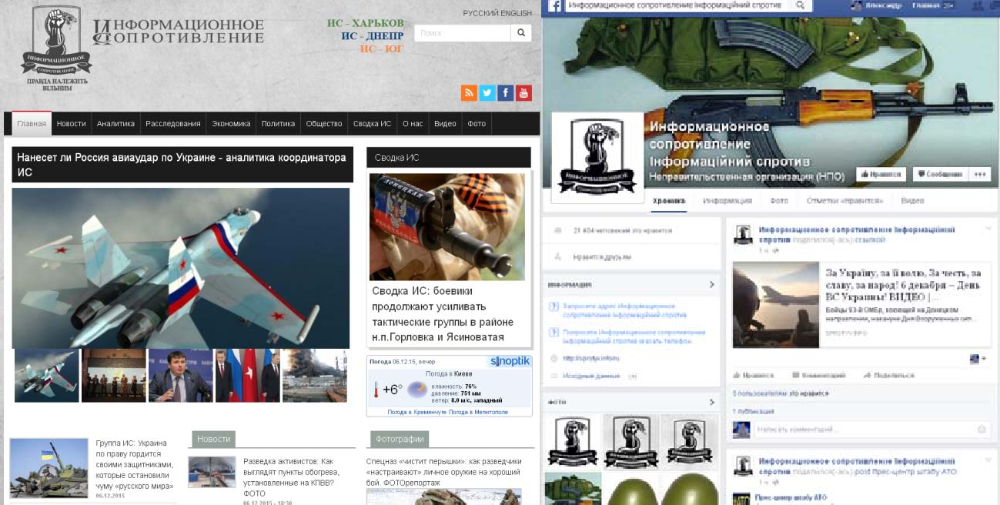 РУССКИЙ ENGLISH
ИНФОРМАЦИОННОЕ
СОПРОТИВЛЕНИЕ
ИНФОРМАЦИОННОЕ
СОПРОТИВЛЕНИЕ
ПРАВДА НАЛЕЖИТЬ
ВІЛЬНИМ
ИС - ХАРЬКОВ
ИС - ДНЕПР
ИС - ЮГ
Поиск
Главная Новости Аналитика Расследования Экономика Политика Общество Сводка ИС О нас Видео Фото
Нанесет ли Россия авиаудар по Украине - аналитика координатора
ИС
Сводка ИС
ДОНЕЦКАЯ
РЕСПУБЛИКА
Сводка ИС: боевики
продолжают усиливать
тактические группы в районе
н.п.Горловка и Ясиноватая
Погода 06.12.15, вечер
sinoptik
Погода в Киеве
+6°
влажность: 76%
давление: 751 мм
ветер: 8,0 м/с, западный
Погода в Кременчуге Погода в Мелитополе
Группа ИС: Украина
по праву гордится
своими защитниками,
которые остановили
чуму «русского мира»
06.12.2015
Новости
Разведка активистов: Как
выглядят пункты обогрева,
установленные на КПВВ?
ФОТО
06.12.2015 - 18:30
Фотографии
Спецназ «чистит перышки»: как разведчики
«настраивают» личное оружие на хороший
бой. ФОТОрепортаж
Информационное сопротивление Інформаційний спротив
Александр Главная
Информационное
сопротивление
Інформаційний спротив
Неправительственная организация (НПО)
Нравится
Сообщение
Хроника Информация Фото Отметки «Нравится» Видео
21 404 человекам это нравится
Нравится друзьям
ИНФОРМАЦИЯ
Запросите адрес Информационное
сопротивление Інформаційний спротив
Попросите Информационное сопротивление
Інформаційний спротив указать телефон
http://sprotyv.info/ru
Исходные данные
ФОТО
Информационное сопротивление Інформаційний
спротив поделился(-ась) ссылкой.
За Україну, за її волю, За честь, за
славу, за народ! 6 декабря – День
ВС Украины! ВИДЕО |...
Бойцы 93-й ОМБр, воюющий на Донецком
направлении, накануне Дня Вооруженных сил...
SPROTYV.INFO
Нравится Комментарий Поделиться
5 пользователям это нравится
1 публикация
Написать комментарий...
Информационное сопротивление Інформаційний
спротив поделился(-ась) post Прес-центр штабу АТО
Прес-центр штабу АТО